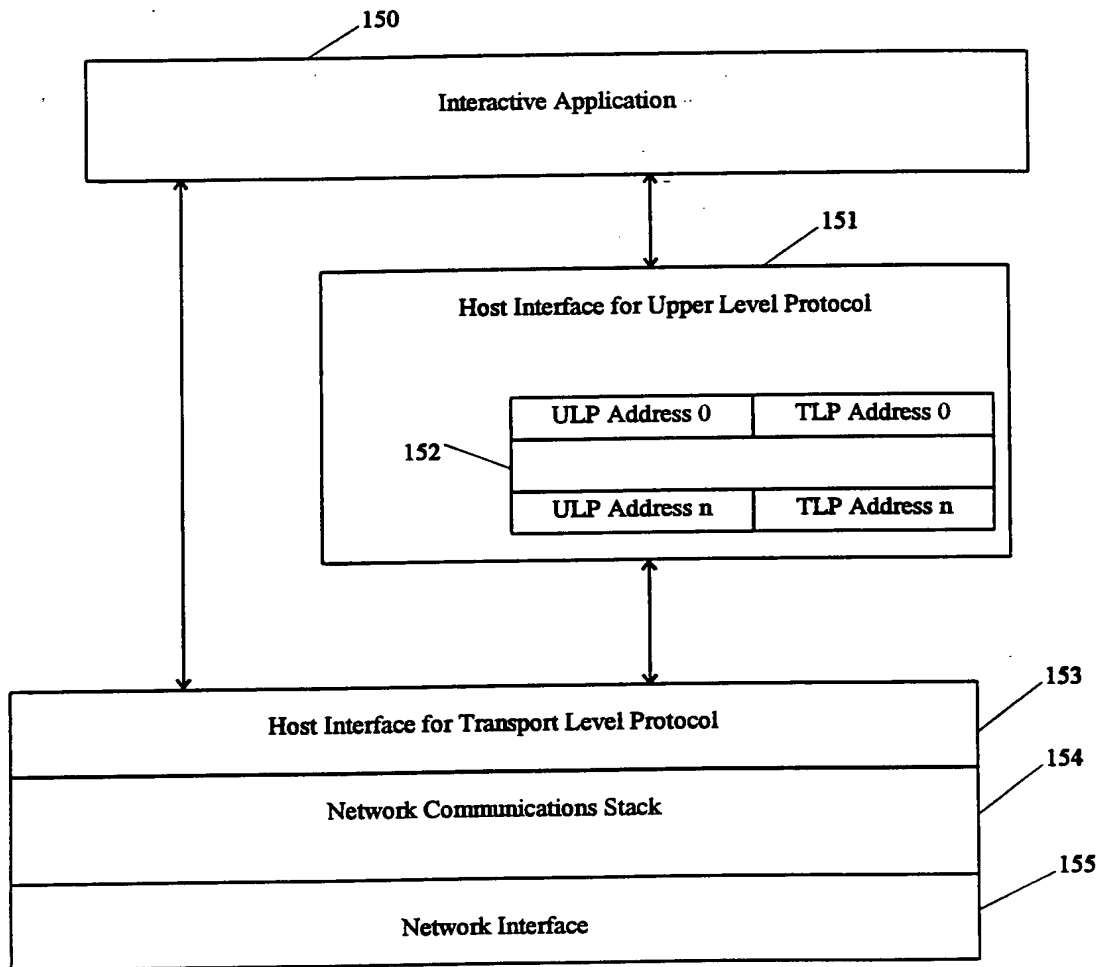 150
Interactive Application
151
Host Interface for Upper Level Protocol
ULP Address 0 TLP Address 0
152
ULP Address n TLP Address n
153
Host Interface for Transport Level Protocol
154
Network Communications Stack
155
Network Interface